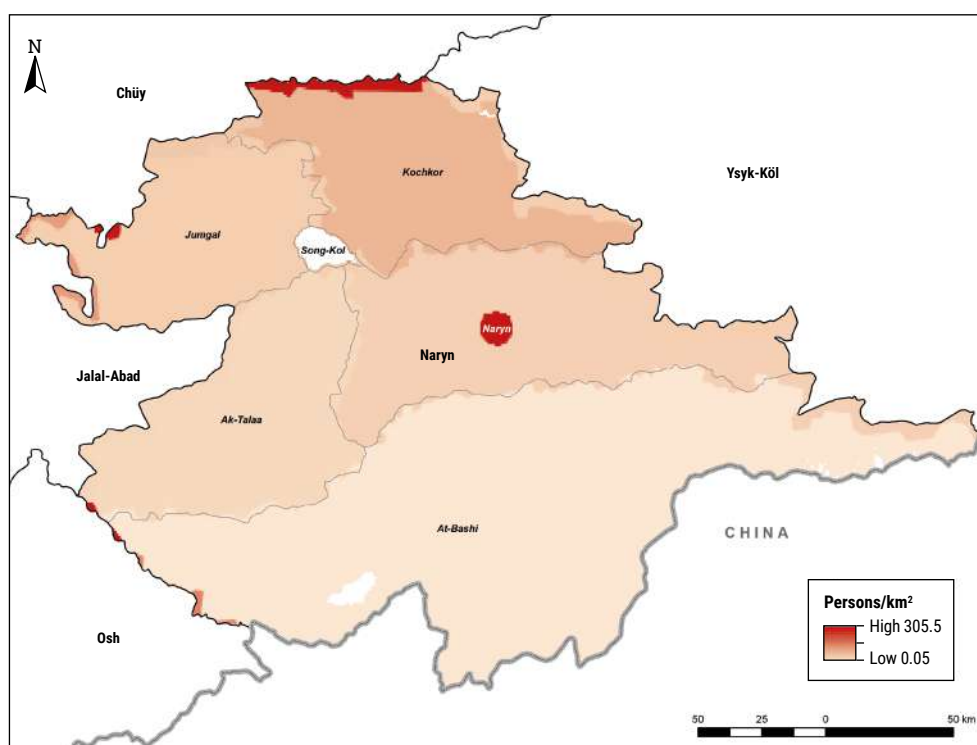 N
Chüy
Kochkor
Ysyk-Köl
Jumgal
Song-Kol
Naryn
Naryn
Jalal-Abad
Ak-Talaa
At-Bashi
CHINA
Osh
Persons/km²
High 305.5
Low 0.05
50 25 0 50 km